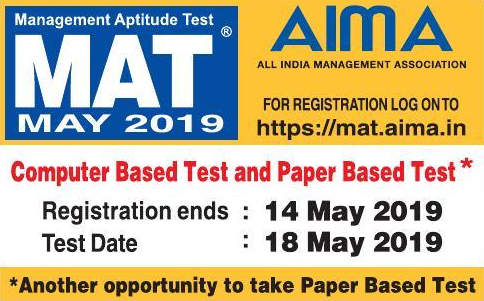 Management Aptitude Test
MAT®
MAY 2019
AIMA
ALL INDIA MANAGEMENT ASSOCIATION
FOR REGISTRATION LOG ON TO
https://mat.aima.in
Computer Based Test and Paper Based Test*
Registration ends : 14 May 2019
Test Date : 18 May 2019
*Another opportunity to take Paper Based Test